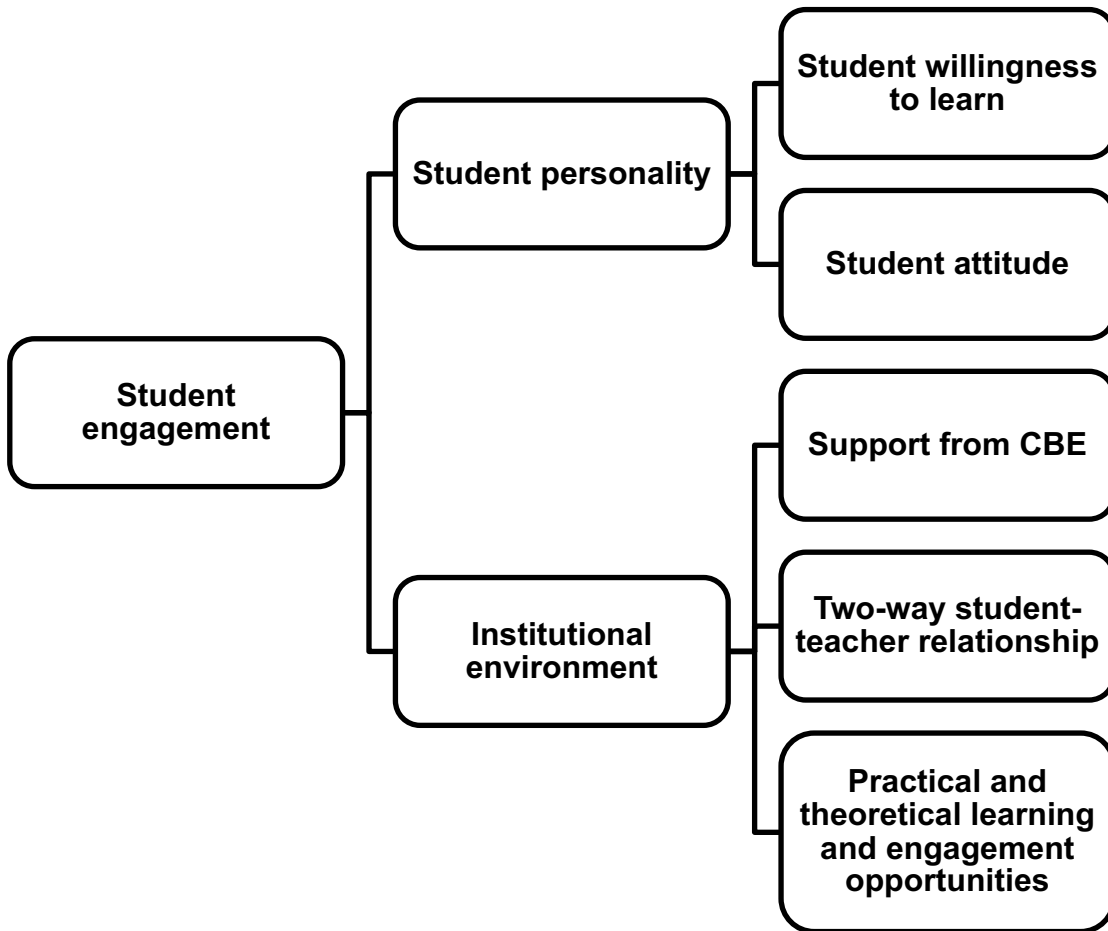 Student willingness
to learn
Student personality
Student attitude
Student
engagement
Support from CBE
Institutional
environment
Two-way student-
teacher relationship
Practical and
theoretical learning
and engagement
opportunities